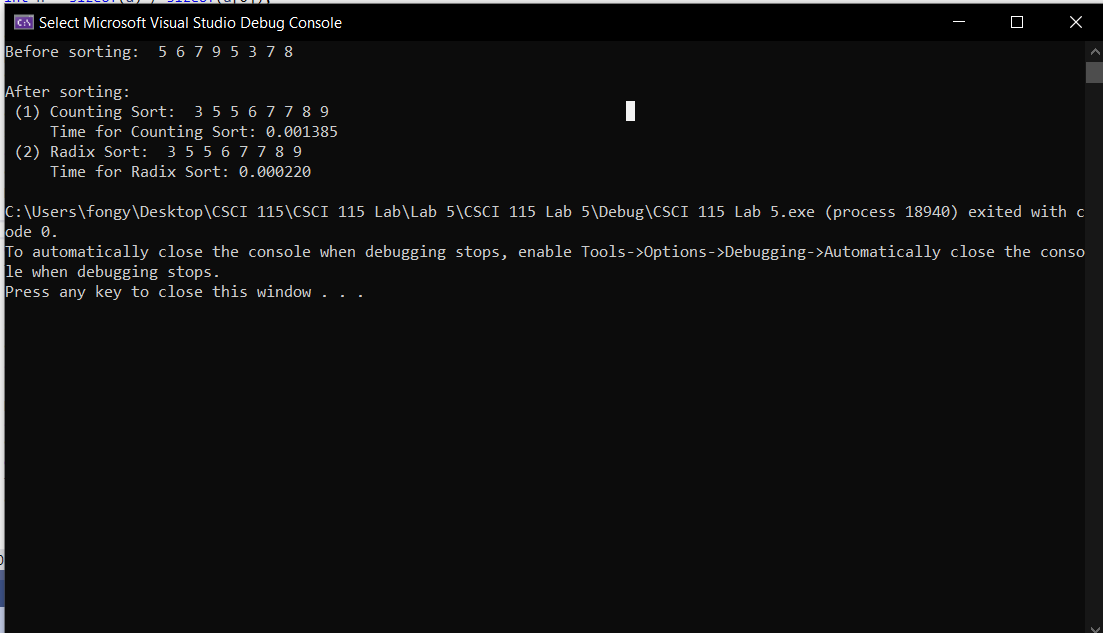 Select Microsoft Visual Studio Debug Console
Before sorting:  5 6 7 9 5 3 7 8
After sorting:
(1) Counting Sort:  3 5 5 6 7 7 8 9
Time for Counting Sort: 0.001385
(2) Radix Sort:  3 5 5 6 7 7 8 9
Time for Radix Sort: 0.000220
C:\Users\fongy\Desktop\CSCI 115\CSCI 115 Lab\Lab 5\CSCI 115 Lab 5\Debug\CSCI 115 Lab 5.exe (process 18940) exited with c
ode 0.
To automatically close the console when debugging stops, enable Tools->Options->Debugging->Automatically close the conso
le when debugging stops.
Press any key to close this window . . .